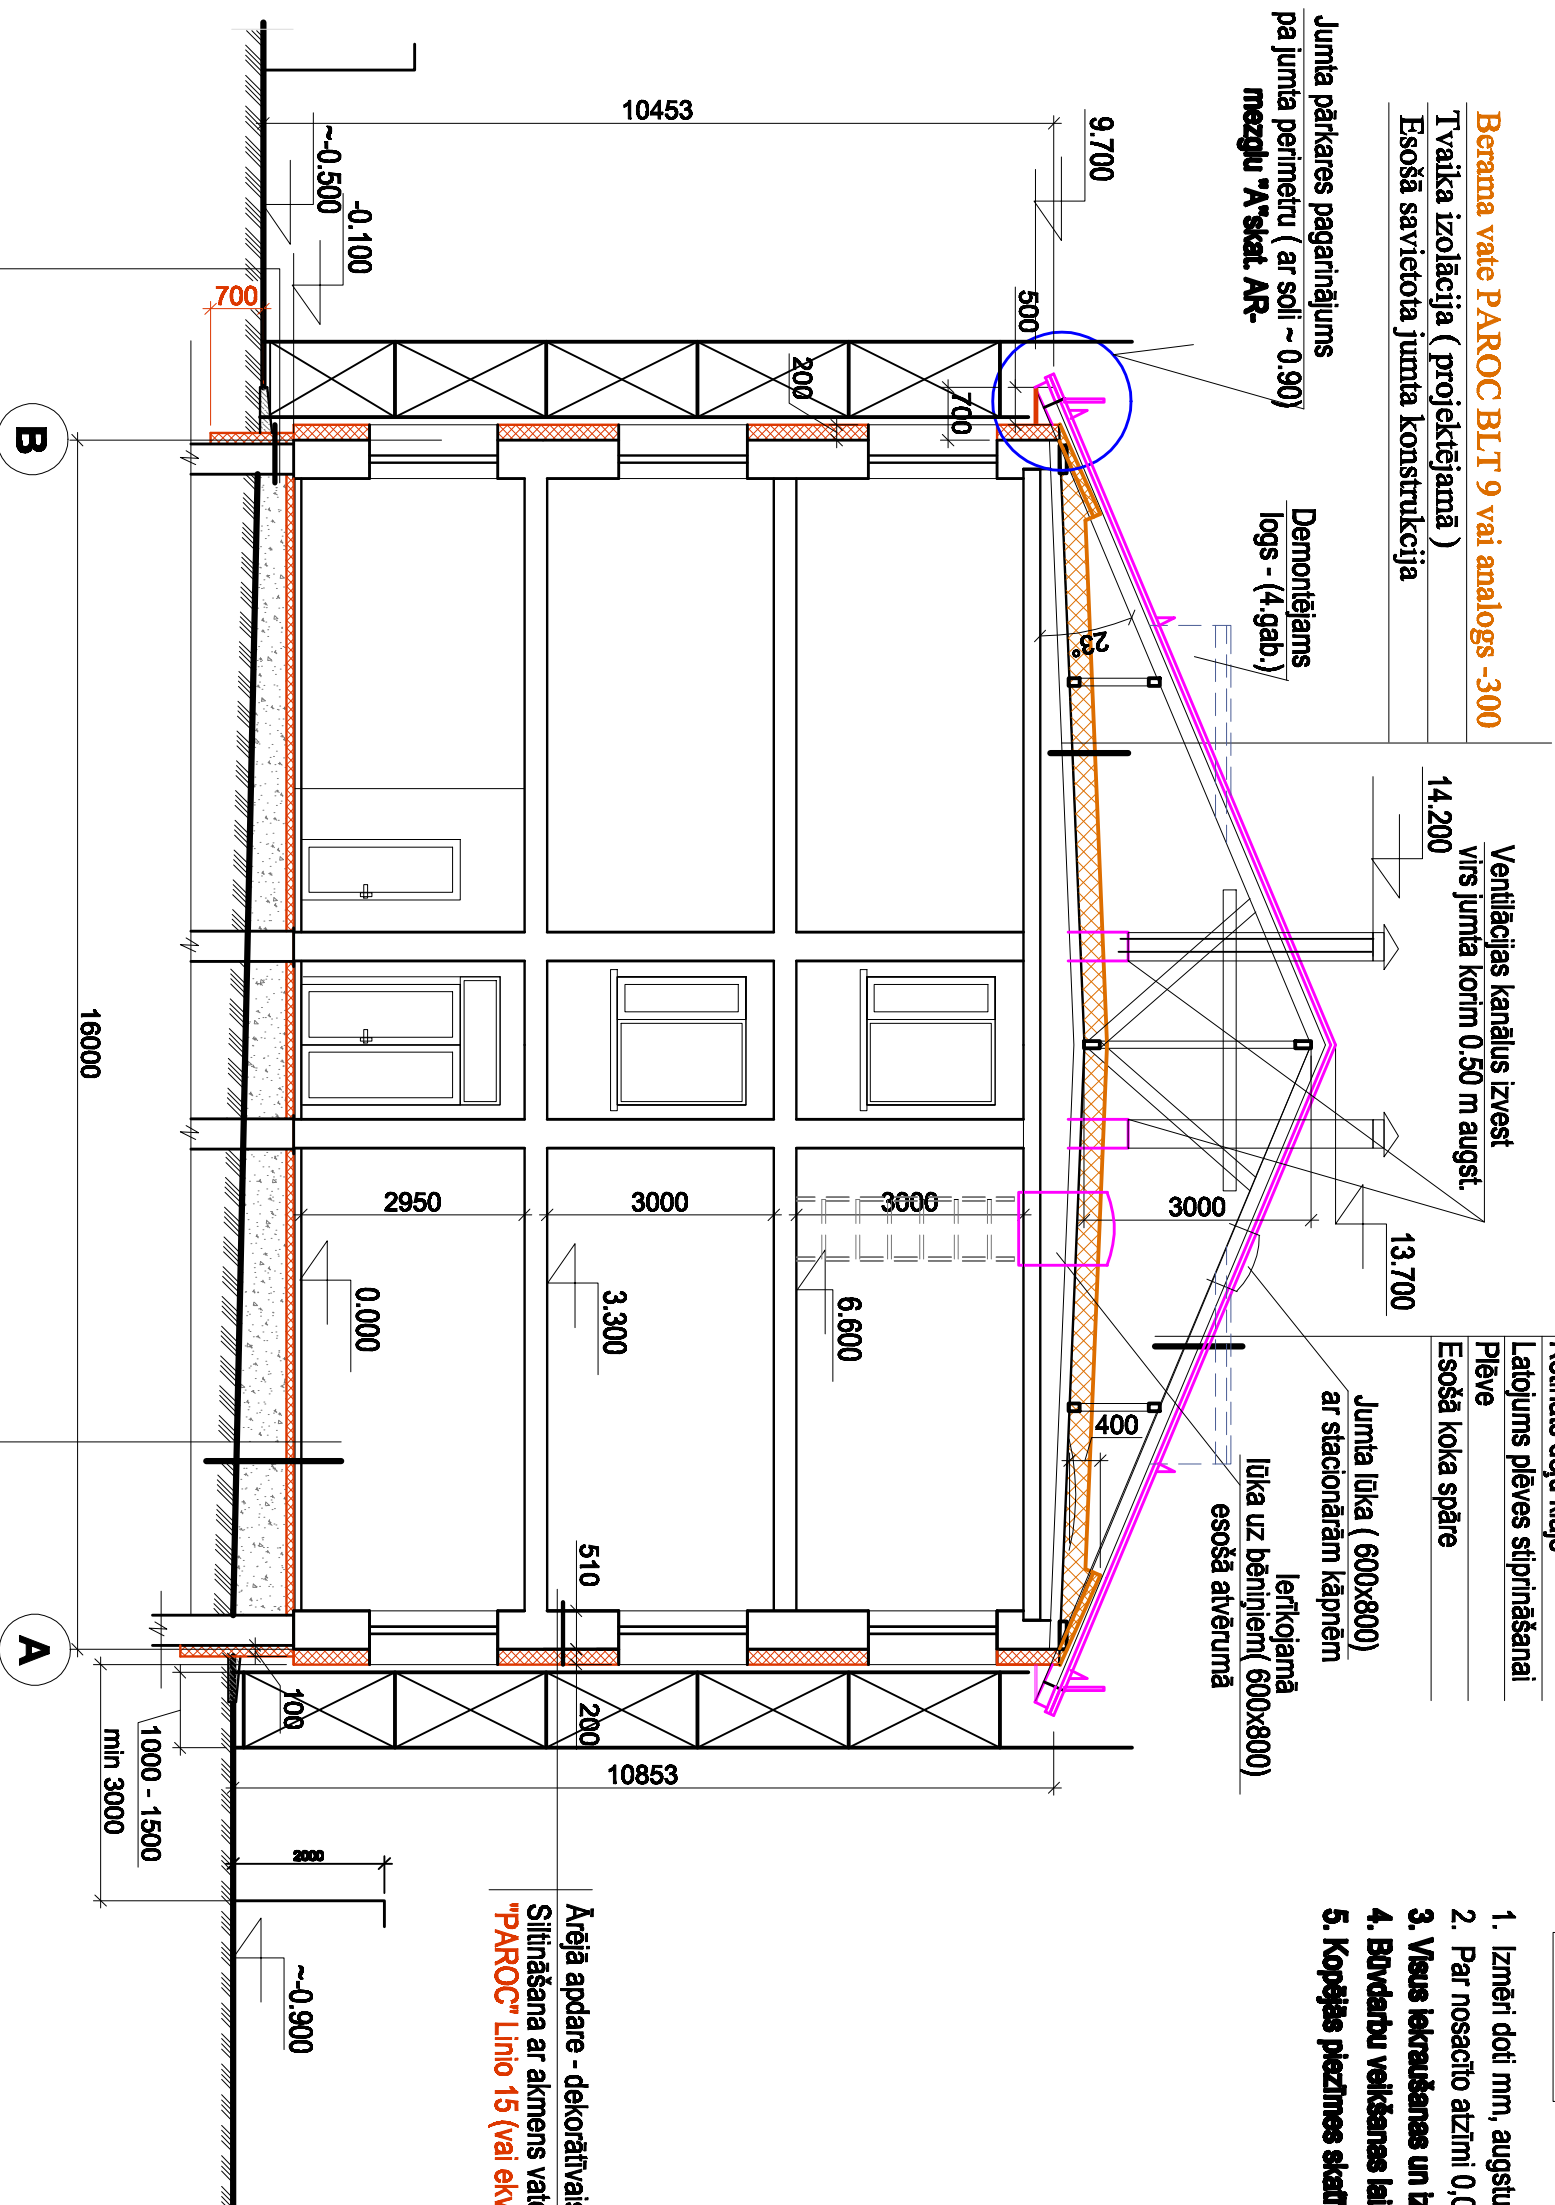 Berama vate PAROC BLT 9 vai analogs -300
Tvaika izolācija ( projektējamā )
Esošā savietota jumta konstrukcija
Jumta pārkares pagarinājums
pa jumta perimetru ( ar soli ~ 0.90)
mezglu "A"skat. AR-
Demontējams
logs - (4.gab.)
Ventilācijas kanālus izvest
virs jumta korim 0.50 m augst.
14.200
13.700
Latojums plēves stiprināšanai
Plēve
Esošā koka spāre
Jumta lūka ( 600x800)
ar stacionārām kāpnēm
Ierīkojamā
lūka uz bēniņiem( 600x800)
esošā atvērumā
9.700
10453
500
700
200
23°
3000
400
3000
3000
2950
6.600
3.300
0.000
~-0.500
-0.100
700
510
200
100
10853
1000 - 1500
min 3000
2000
~-0.900
16000
B
A
1. Izmēri doti mm, augstu
2. Par nosacīto atzīmi 0,0
3. Visus iekraušanas un iz
4. Būvdarbu veikšanas lai
5. Kopējās piezīmes skatī
Ārējā apdare - dekorātīvais
Siltināšana ar akmens vate
"PAROC" Linio 15 (vai ekv